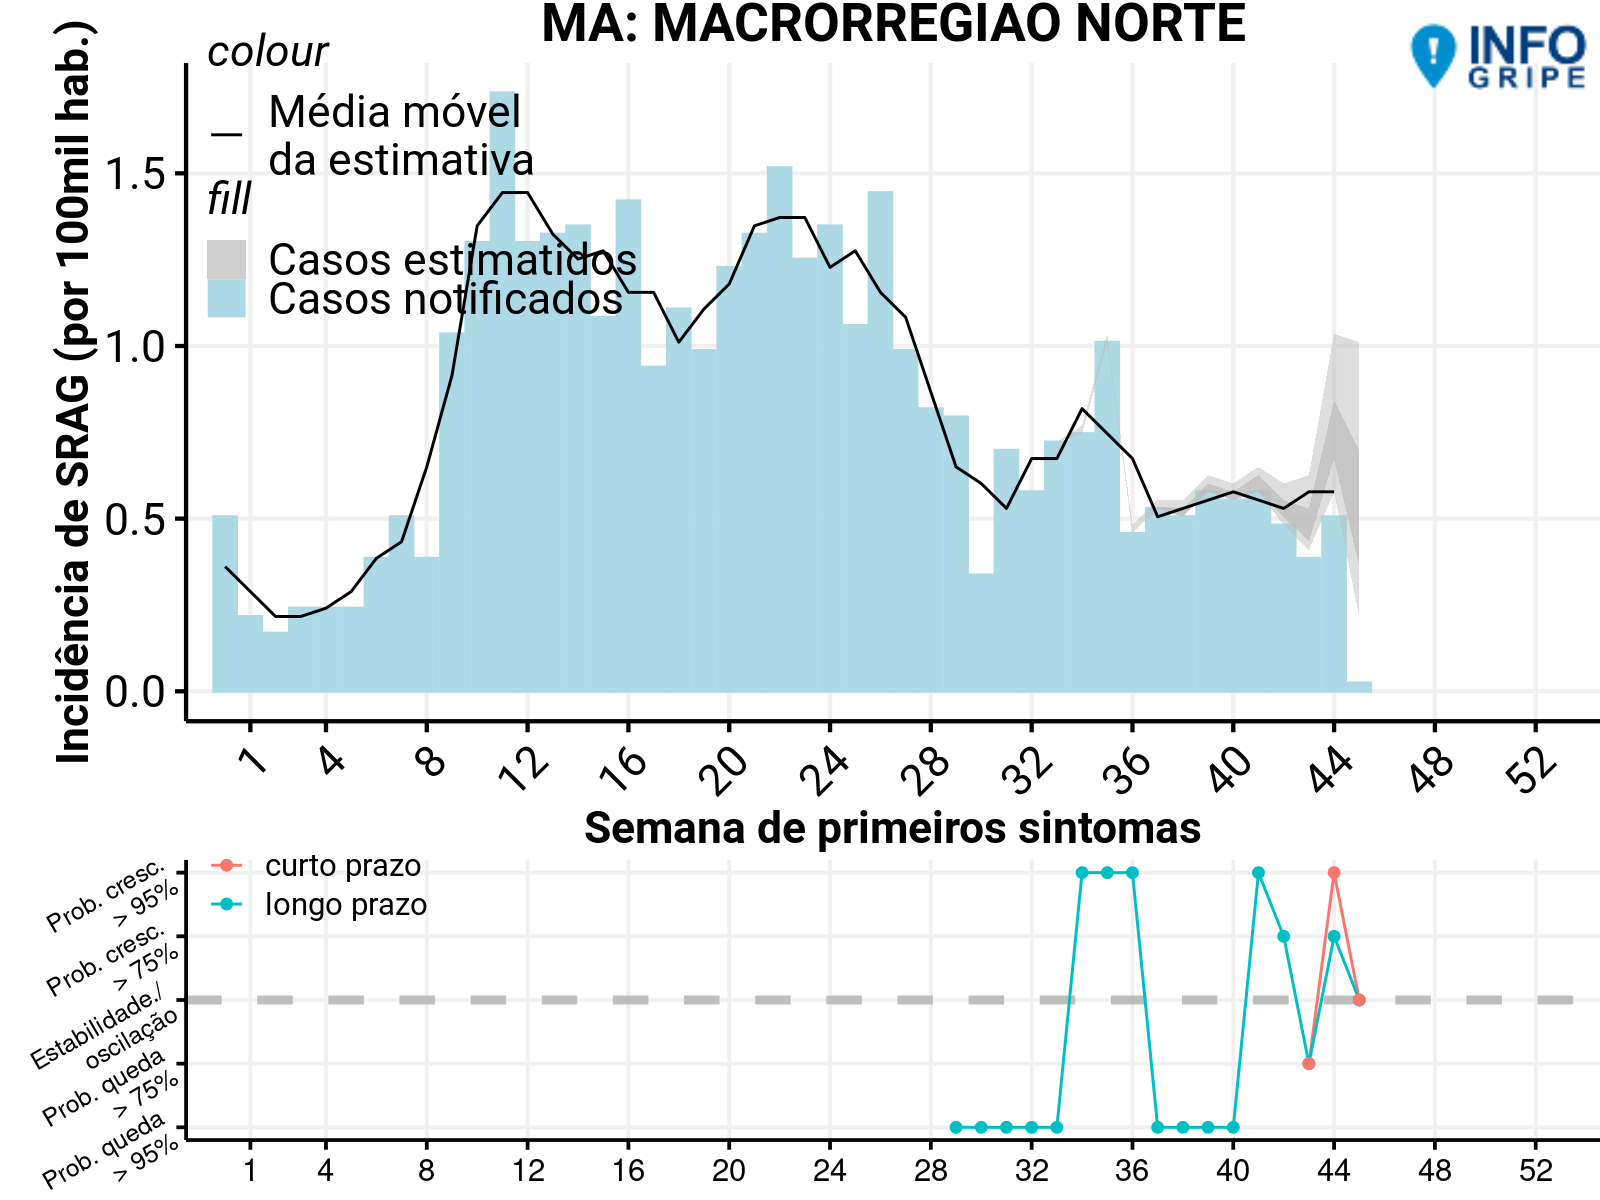 MA: MACRORREGIAO NORTE
INFO
GRIPE
colour
Média móvel
da estimativa
fill
Casos estimatidos
Casos notificados
Incidência de SRAG (por 100mil hab.)
1.5
1.0
0.5
0.0
1 4 8 12 16 20 24 28 32 36 40 44 48 52
Semana de primeiros sintomas
curto prazo
longo prazo
Prob. cresc.
> 95%
Prob. cresc.
> 75%
Estabilidade./
oscilação
Prob. queda
> 75%
Prob. queda
> 95%
1 4 8 12 16 20 24 28 32 36 40 44 48 52